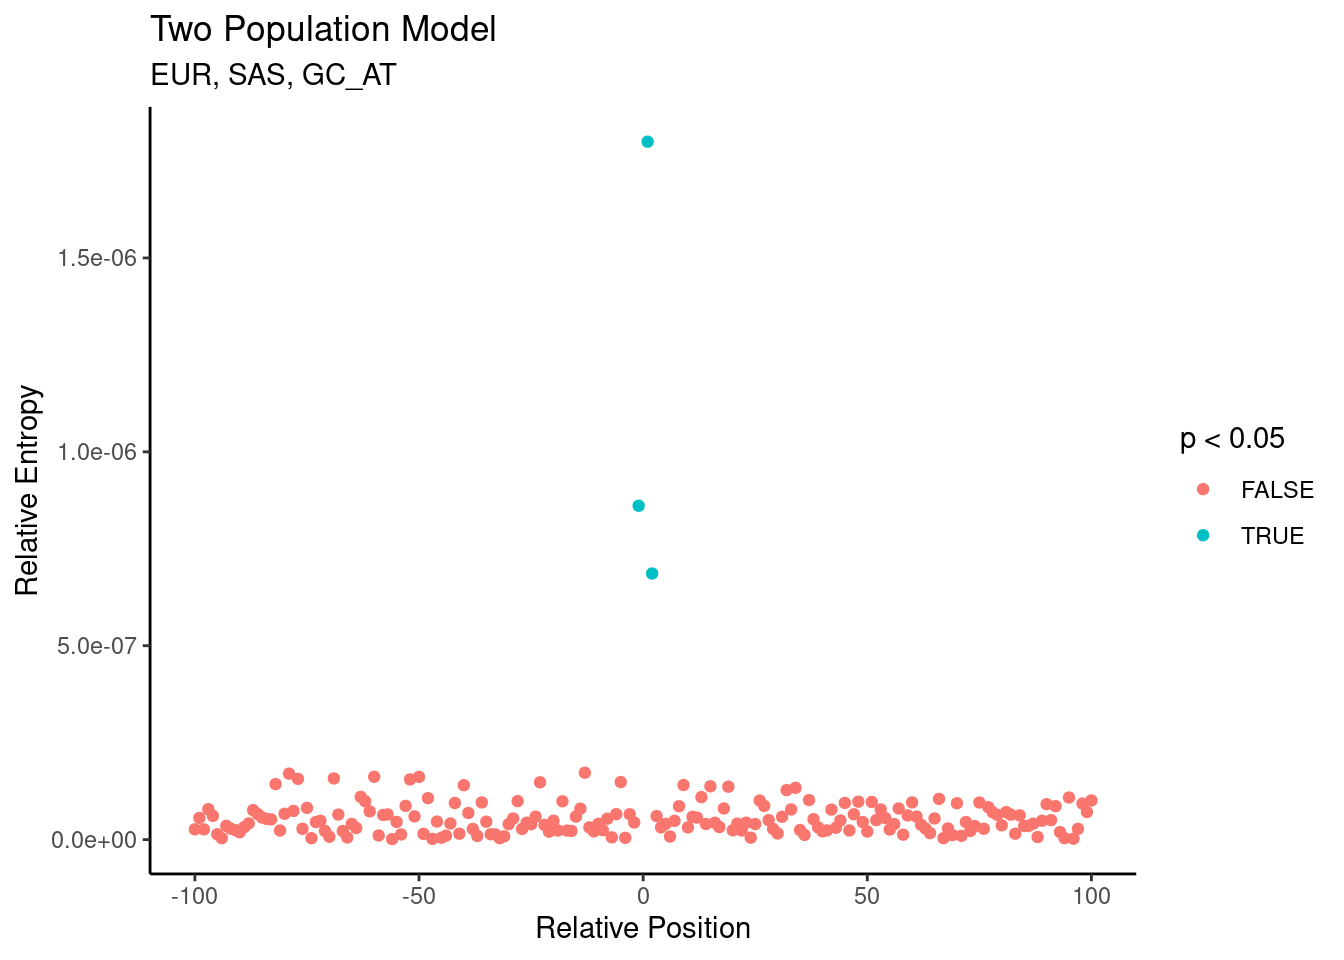 Two Population Model
EUR, SAS, GC_AT
Relative Entropy
1.5e-06
1.0e-06
5.0e-07
0.0e+00
-100
-50
0
50
100
Relative Position
p < 0.05
FALSE
TRUE